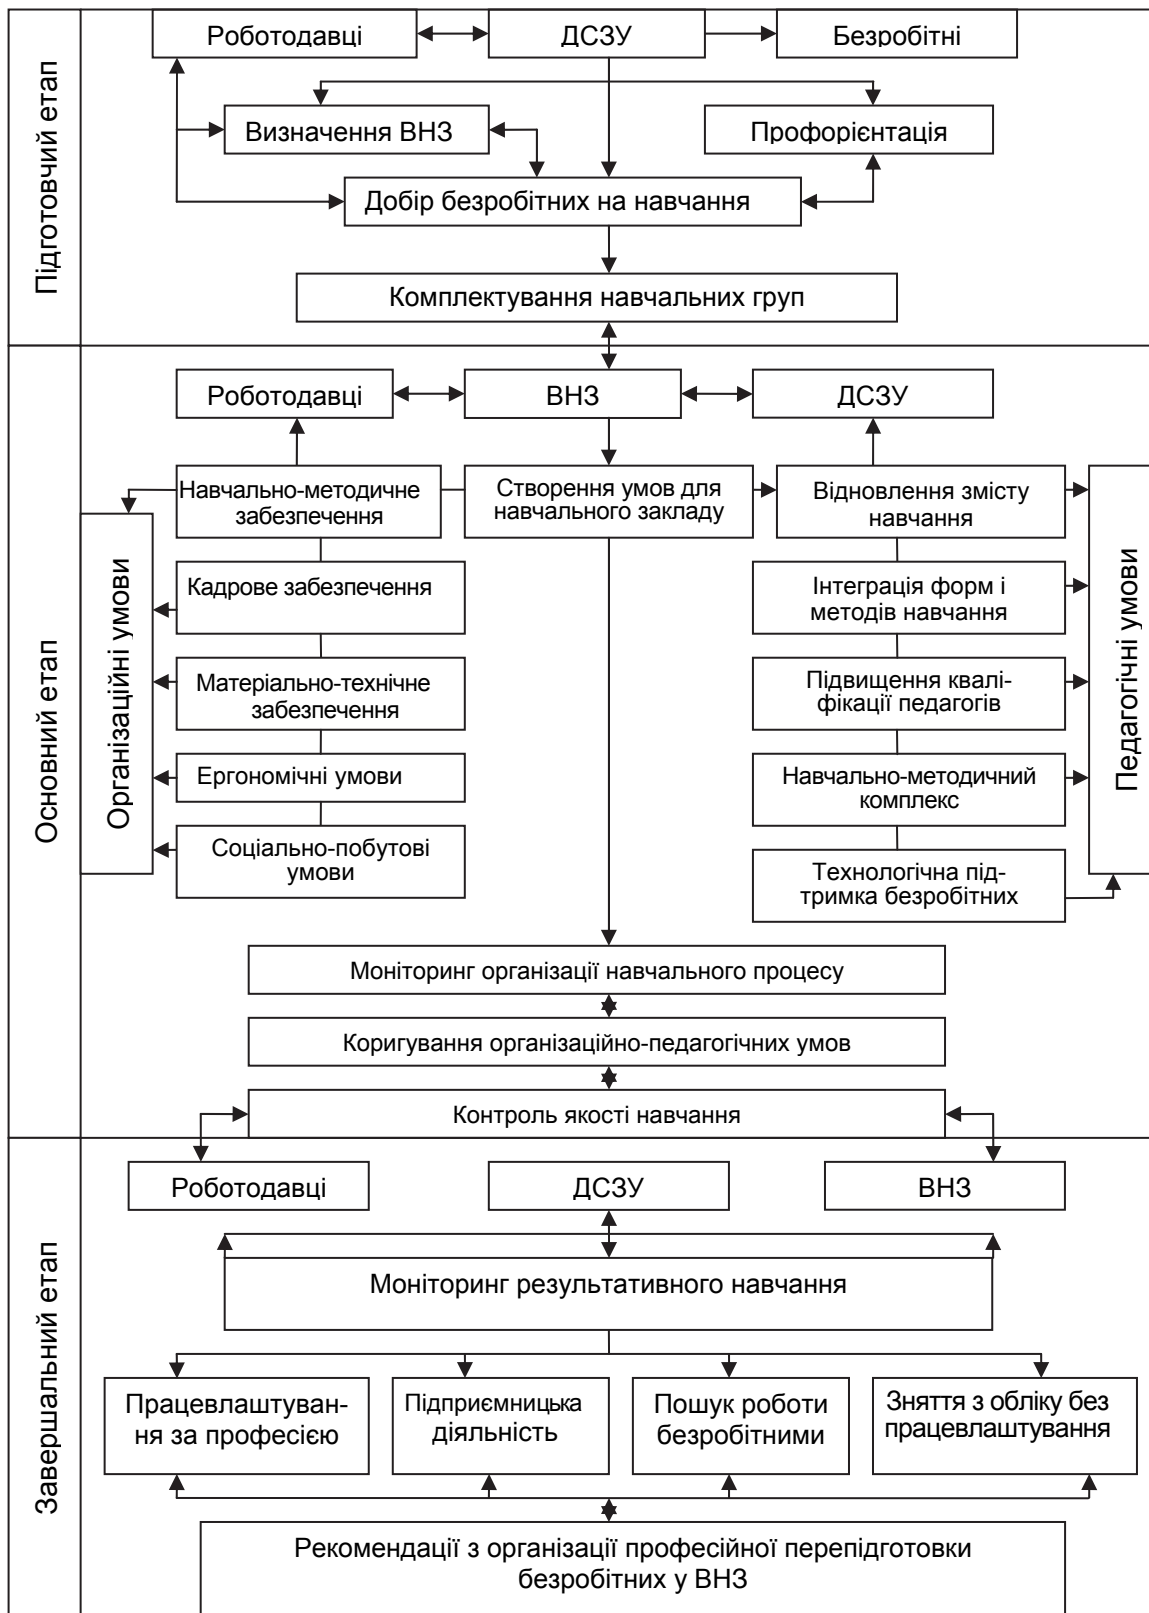 Підготовчий етап
Роботодавці
ДСЗУ
Безробітні
Визначення ВНЗ
Профорієнтація
Добір безробітних на навчання
Комплектування навчальних груп
Основний етап
Роботодавці
ВНЗ
ДСЗУ
Організаційні умови
Навчально-методичне
забезпечення
Кадрове забезпечення
Матеріально-технічне
забезпечення
Ергономічні умови
Соціально-побутові
умови
Створення умов для
навчального закладу
Відновлення змісту
навчання
Інтеграція форм і
методів навчання
Підвищення квалі-
фікації педагогів
Навчально-методичний
комплекс
Технологічна під-
тримка безробітних
Педагогічні умови
Моніторинг організації навчального процесу
Коригування організаційно-педагогічних умов
Контроль якості навчання
Завершальний етап
Роботодавці
ДСЗУ
ВНЗ
Моніторинг результативного навчання
Працевлаштуван-
ня за професією
Підприємницька
діяльність
Пошук роботи
безробітними
Зняття з обліку без
працевлаштування
Рекомендації з організації професійної перепідготовки
безробітних у ВНЗ